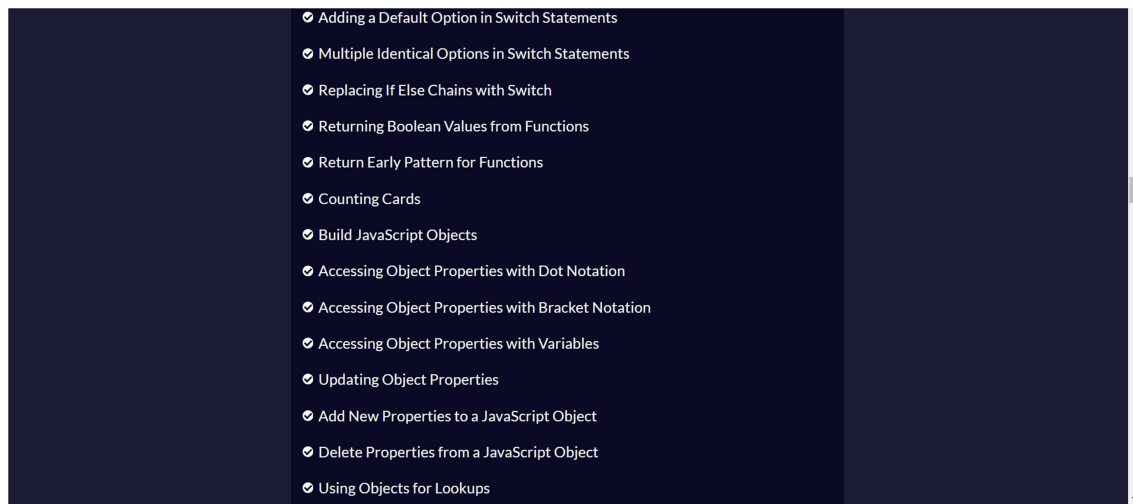 Adding a Default Option in Switch Statements
Multiple Identical Options in Switch Statements
Replacing If Else Chains with Switch
Returning Boolean Values from Functions
Return Early Pattern for Functions
Counting Cards
Build JavaScript Objects
Accessing Object Properties with Dot Notation
Accessing Object Properties with Bracket Notation
Accessing Object Properties with Variables
Updating Object Properties
Add New Properties to a JavaScript Object
Delete Properties from a JavaScript Object
Using Objects for Lookups